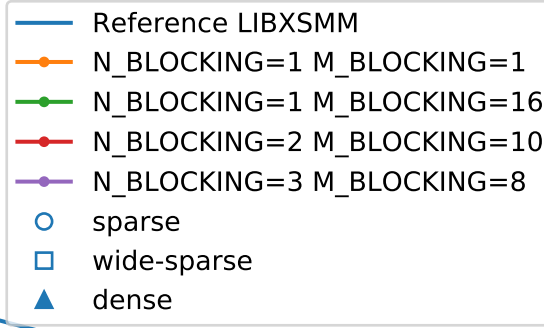 Reference LIBXSMM
N_BLOCKING=1 M_BLOCKING=1
N_BLOCKING=1 M_BLOCKING=16
N_BLOCKING=2 M_BLOCKING=10
N_BLOCKING=3 M_BLOCKING=8
sparse
wide-sparse
dense